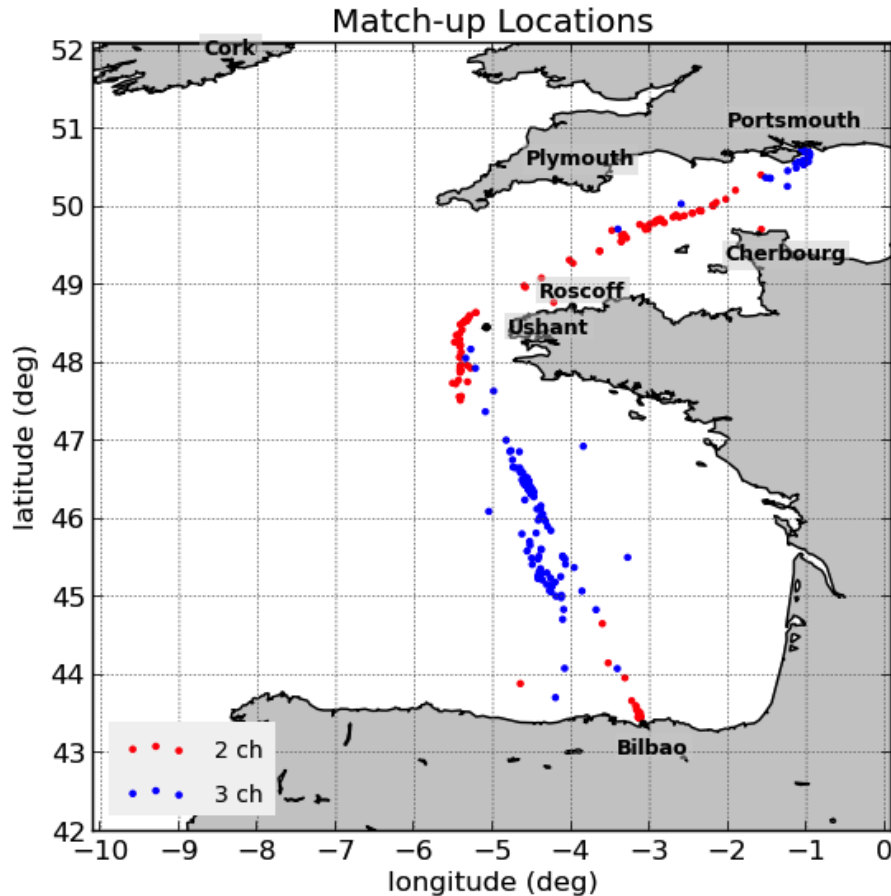 Match-up Locations
52
51
50
49
48
47
46
45
44
43
42
latitude (deg)
Cork
Portsmouth
Plymouth
Cherbourg
Roscoff
Ushant
Bilbao
2 ch
3 ch
−10 −9 −8 −7 −6 −5 −4 −3 −2 −1 0
longitude (deg)